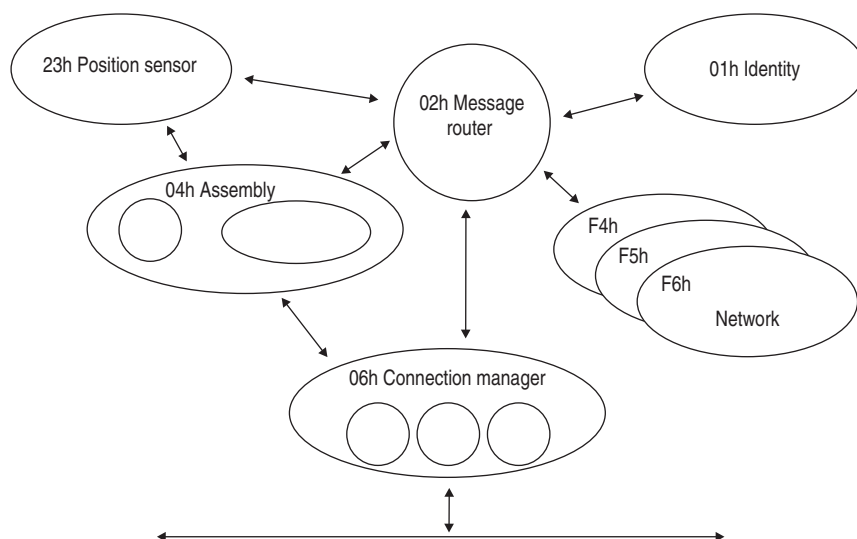 23h Position sensor
02h Message
router
01h Identity
04h Assembly
F4h
F5h
F6h
Network
06h Connection manager